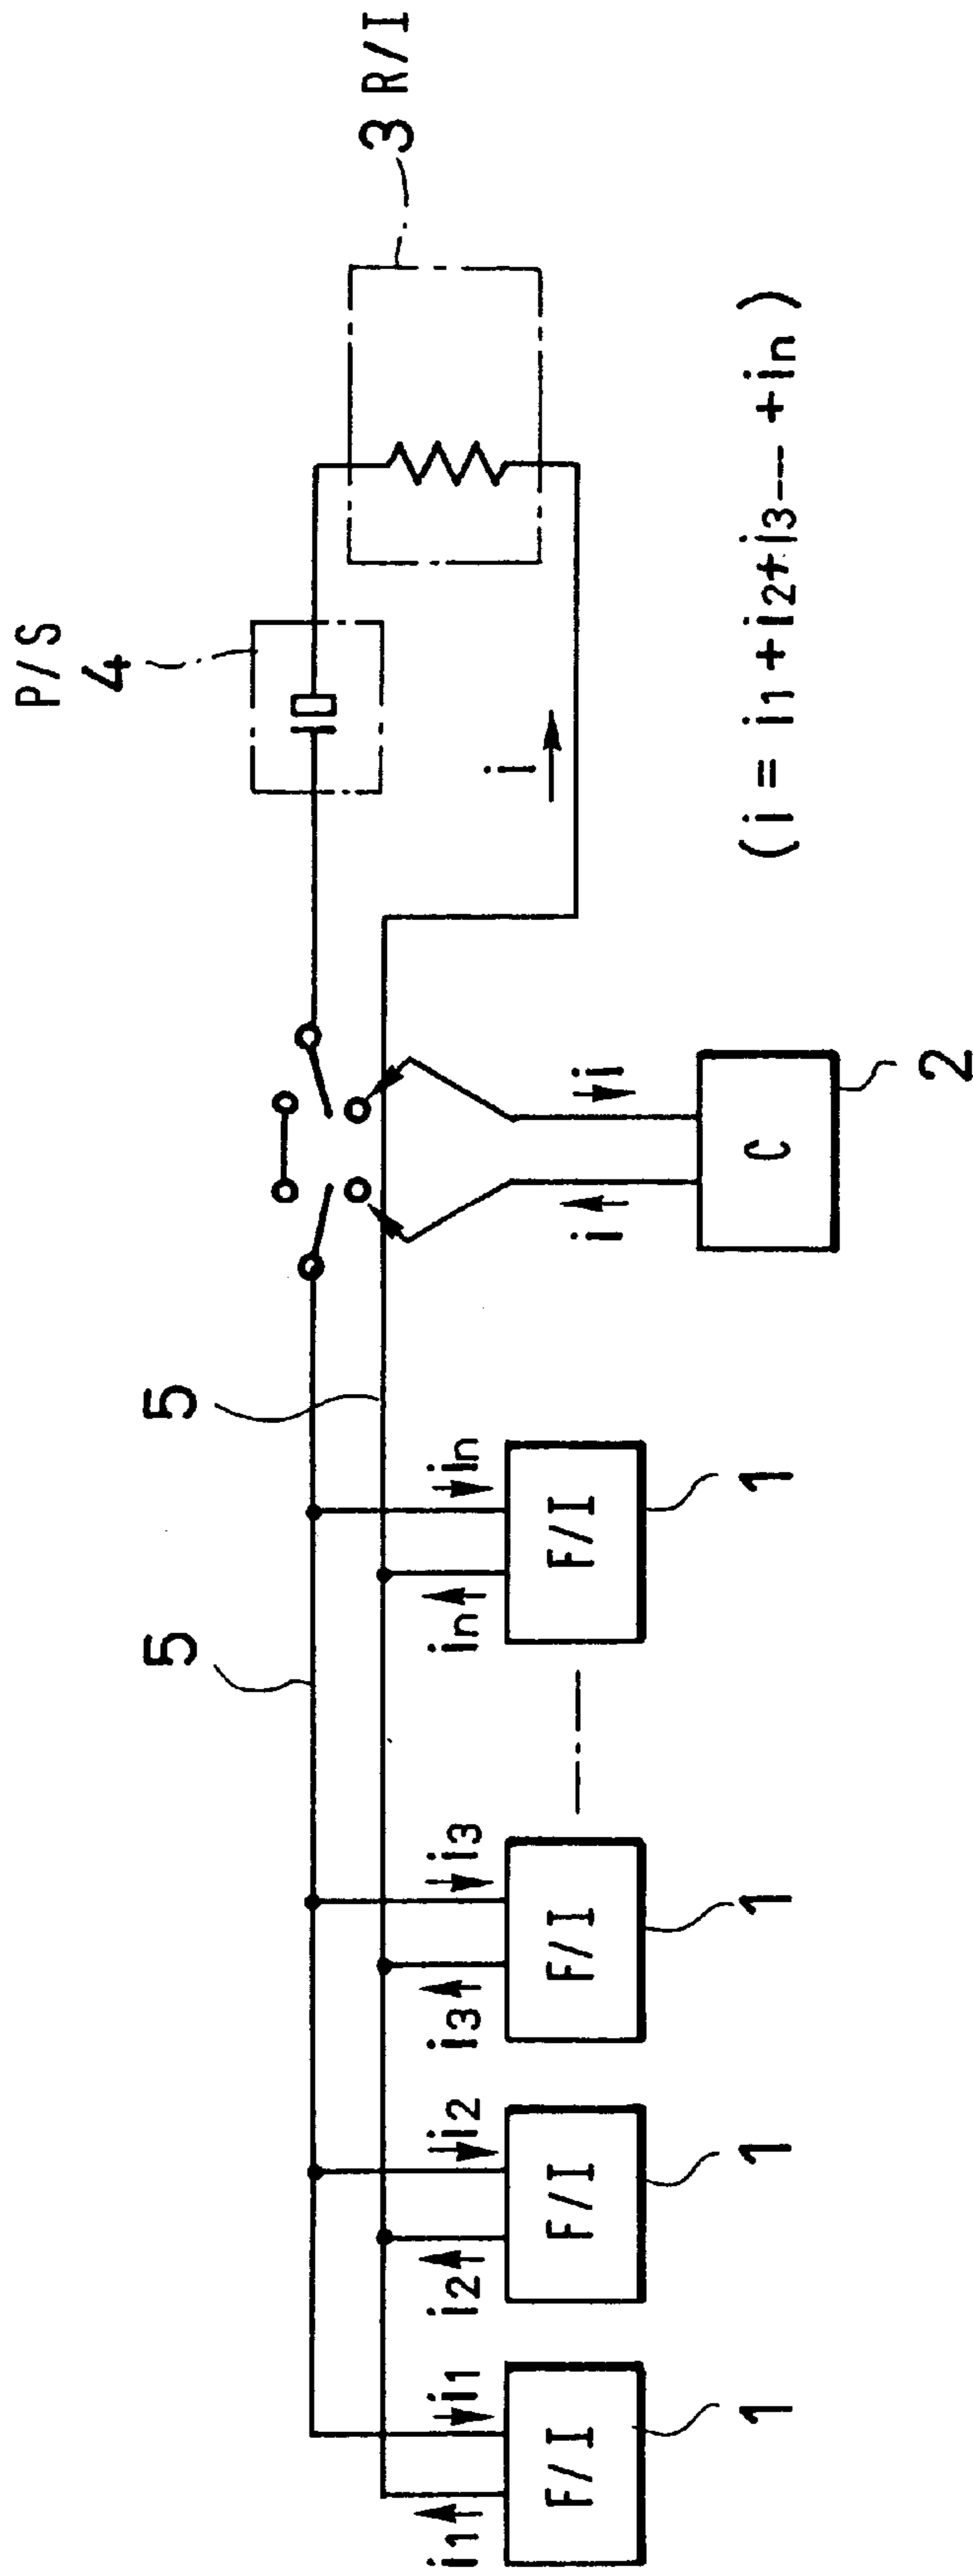 P/S
4
3 R/I
i
5
5
i1
i1
i2
i2
i3
i3
in
in
i
i
F/I
F/I
F/I
F/I
C
1
1
1
1
2
(i = i1 + i2 + i3--- + in)